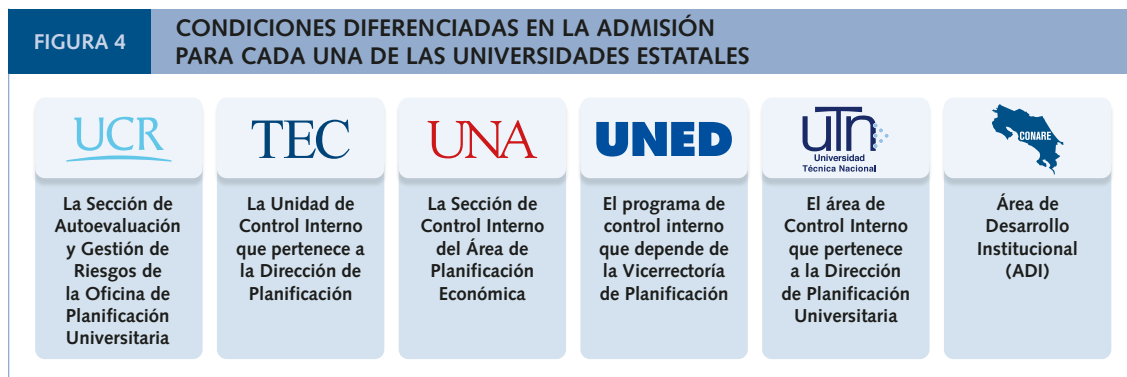 FIGURA 4
CONDICIONES DIFERENCIADAS EN LA ADMISIÓN
PARA CADA UNA DE LAS UNIVERSIDADES ESTATALES
UCR
La Sección de
Autoevaluación
y Gestión de
Riesgos de
la Oficina de
Planificación
Universitaria
TEC
La Unidad de
Control Interno
que pertenece a
la Dirección de
Planificación
UNA
La Sección de
Control Interno
del Área de
Planificación
Económica
UNED
El programa de
control interno
que depende de
la Vicerrectoría
de Planificación
UTn
Universidad
Técnica Nacional
El área de
Control Interno
que pertenece
a la Dirección
de Planificación
Universitaria
CONARE
Área de
Desarrollo
Institucional
(ADI)